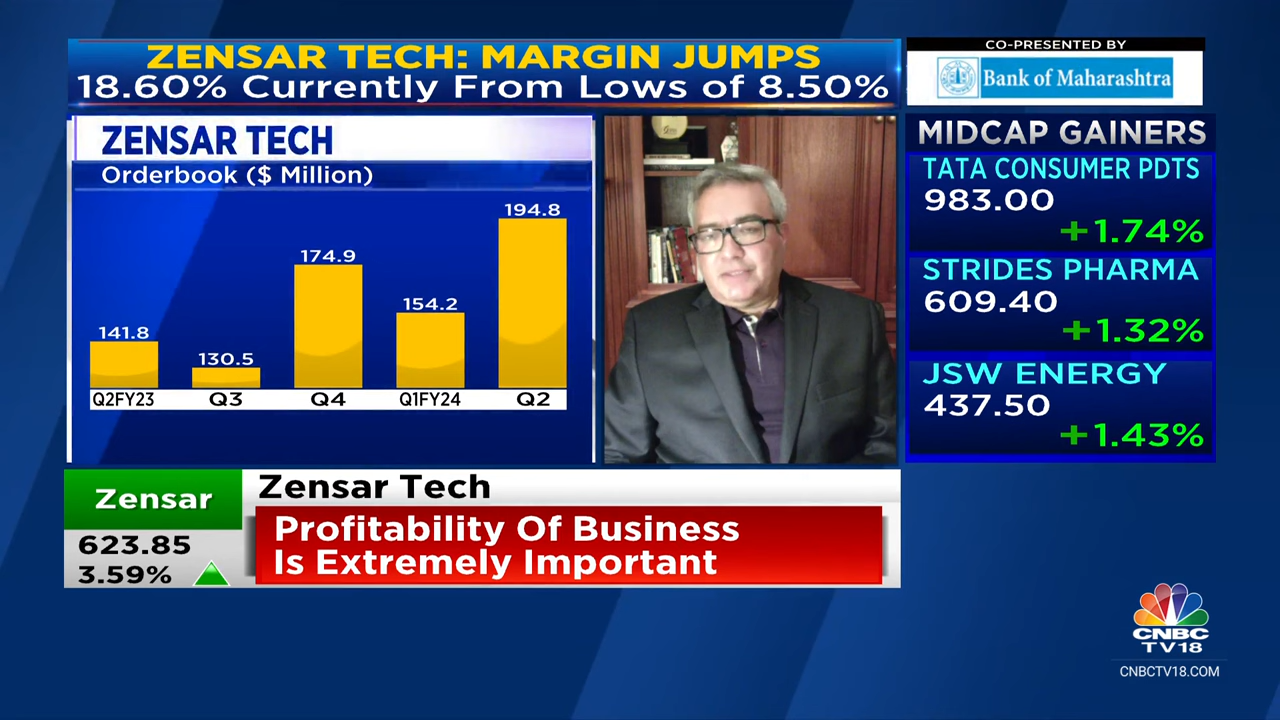 ZENSAR TECH: MARGIN JUMPS
18.60% Currently From Lows of 8.50%
CO-PRESENTED BY
Bank of Maharashtra
ZENSAR TECH
Orderbook ($ Million)
141.8
130.5
174.9
154.2
194.8
Q2FY23 Q3 Q4 Q1FY24 Q2
MIDCAP GAINERS
TATA CONSUMER PDTS
983.00
+1.74%
STRIDES PHARMA
609.40
+1.32%
JSW ENERGY
437.50
+1.43%
Zensar
623.85
3.59%
Zensar Tech
Profitability Of Business
Is Extremely Important
CNBC
TV18
CNBCTV18.COM